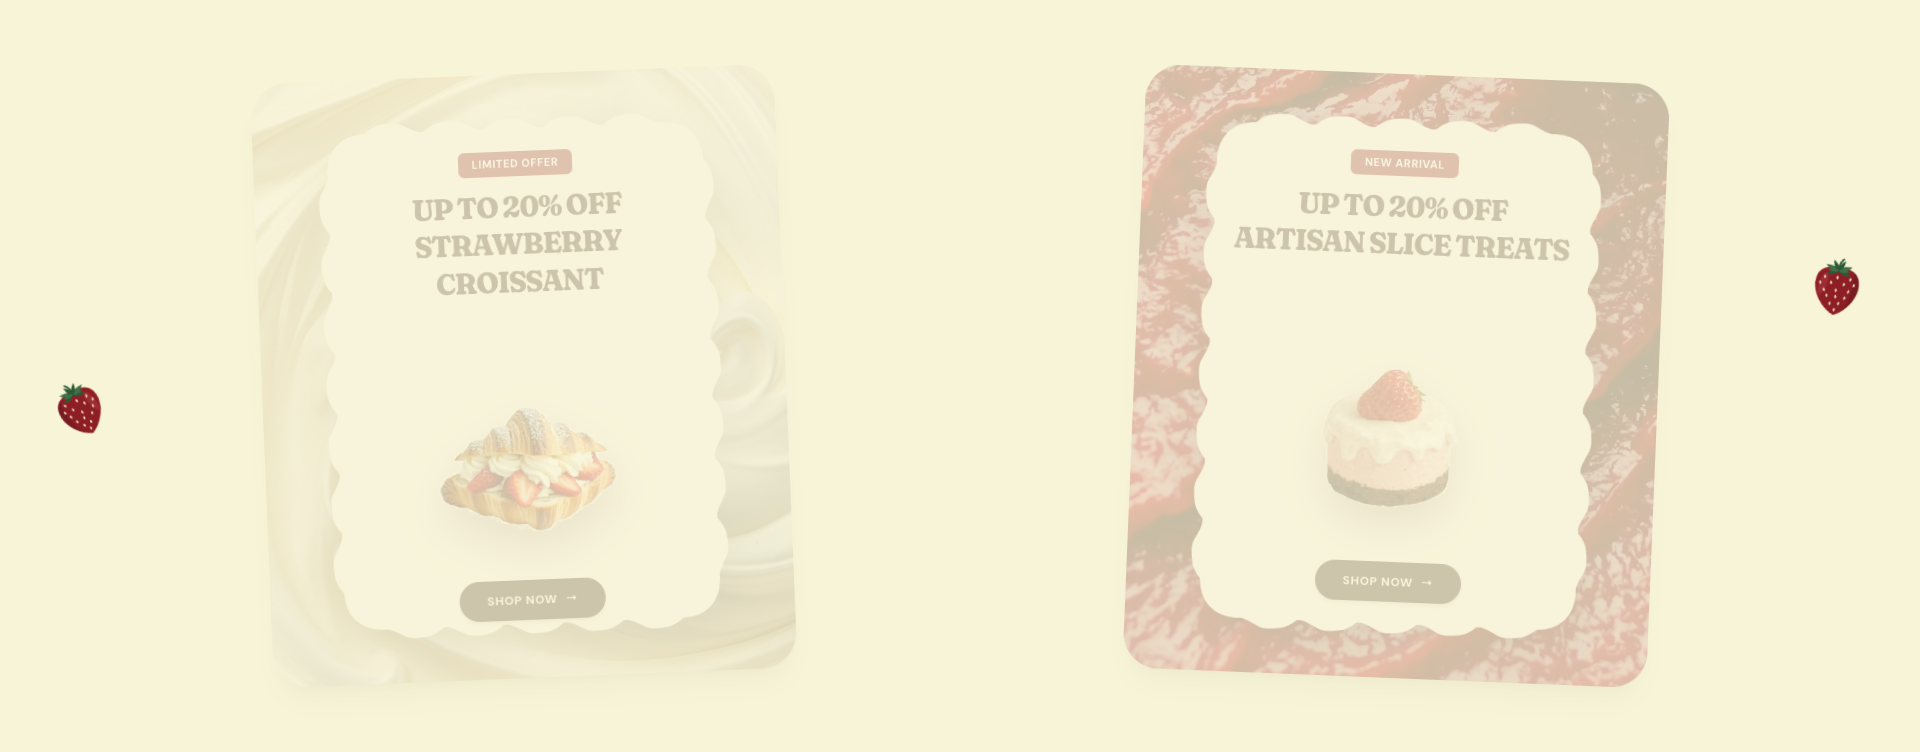 LIMITED OFFER
UP TO 20% OFF
STRAWBERRY
CROISSANT
SHOP NOW →
NEW ARRIVAL
UP TO 20% OFF
ARTISAN SLICE TREATS
SHOP NOW →